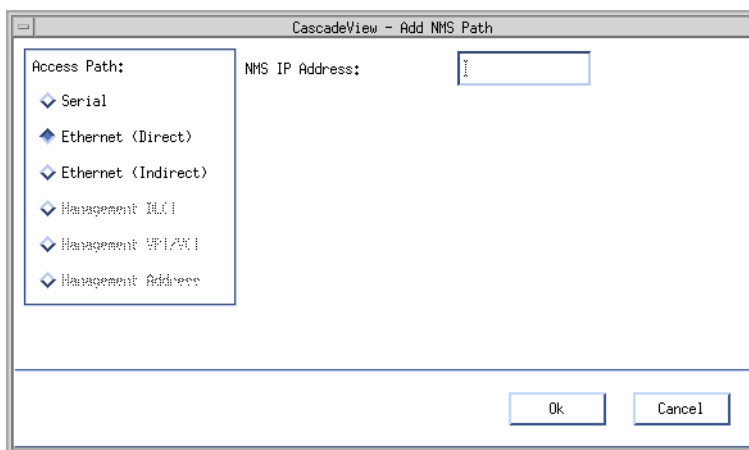 CascadeView - Add NMS Path
Access Path:
NMS IP Address:
Serial
Ethernet (Direct)
Ethernet (Indirect)
Management DLCI
Management VPI/VCI
Management Address
Ok
Cancel